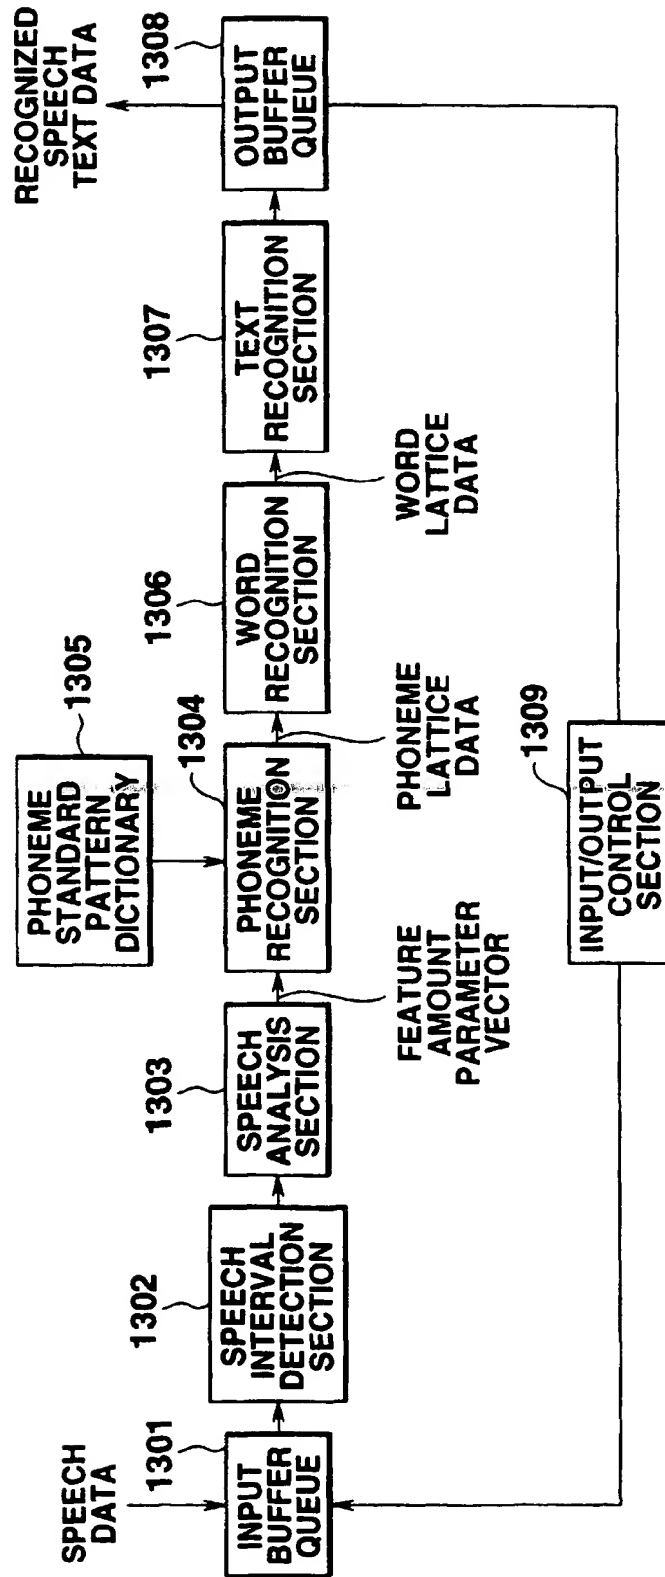 SPEECH
DATA
1301
INPUT
BUFFER
QUEUE
1302
SPEECH
INTERVAL
DETECTION
SECTION
1303
SPEECH
ANALYSIS
SECTION
FEATURE
AMOUNT
PARAMETER
VECTOR
PHONEME
STANDARD
PATTERN
DICTIONARY
1305
1304
PHONEME
RECOGNITION
SECTION
PHONEME
LATTICE
DATA
1306
WORD
RECOGNITION
SECTION
WORD
LATTICE
DATA
1307
TEXT
RECOGNITION
SECTION
RECOGNIZED
SPEECH
TEXT DATA
1308
OUTPUT
BUFFER
QUEUE
1309
INPUT/OUTPUT
CONTROL
SECTION